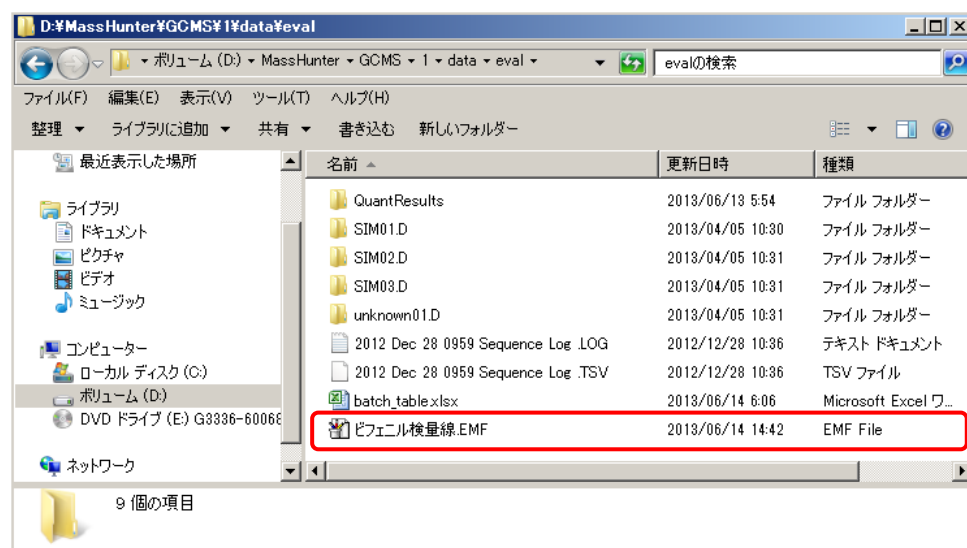 D:¥MassHunter¥GCMS¥1¥data¥eval
ボリューム (D:) MassHunter GCMS 1 data eval evalの検索
ファイル(F) 編集(E) 表示(V) ツール(T) ヘルプ(H)
整理 ライブラリに追加 共有 書き込む 新しいフォルダー
最近表示した場所
ライブラリ
ドキュメント
ピクチャ
ビデオ
ミュージック
コンピューター
ローカル ディスク (C:)
ボリューム (D:)
DVD ドライブ (E:) G3336-60068
ネットワーク
名前 更新日時 種類
QuantResults 2013/06/13 5:54 ファイル フォルダー
SIM01.D 2013/04/05 10:30 ファイル フォルダー
SIM02.D 2013/04/05 10:31 ファイル フォルダー
SIM03.D 2013/04/05 10:31 ファイル フォルダー
unknown01.D 2013/04/05 10:31 ファイル フォルダー
2012 Dec 28 0959 Sequence Log .LOG 2012/12/28 10:36 テキスト ドキュメント
2012 Dec 28 0959 Sequence Log .TSV 2012/12/28 10:36 TSV ファイル
batch_table.xlsx 2013/06/14 6:06 Microsoft Excel ワ...
ビフェニル検量線.EMF 2013/06/14 14:42 EMF File
9 個の項目